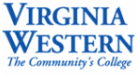 VIRGINIA
WESTERN
The Community's College